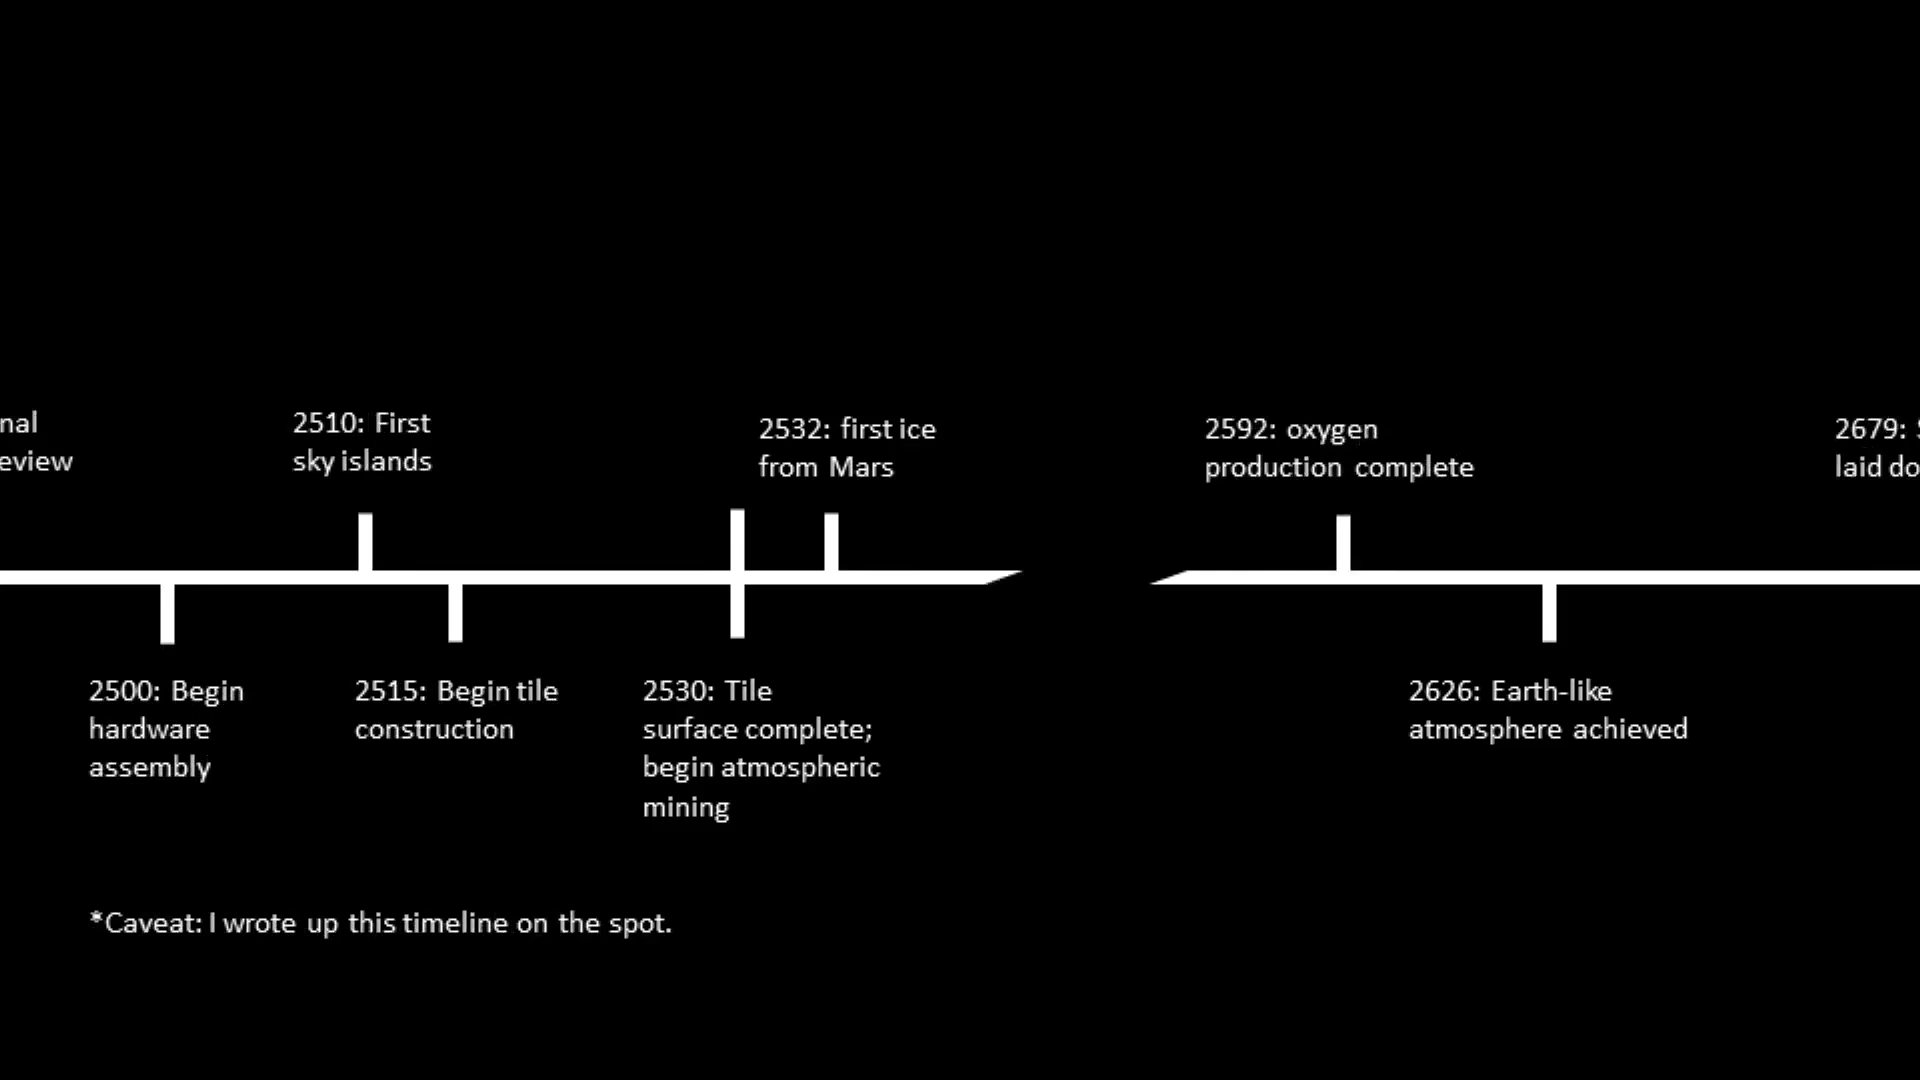 2510: First
sky islands
2532: first ice
from Mars
2592: oxygen
production complete
2679:
laid
2500: Begin
hardware
assembly
2515: Begin tile
construction
2530: Tile
surface complete;
begin atmospheric
mining
2626: Earth-like
atmosphere achieved
*Caveat: I wrote up this timeline on the spot.